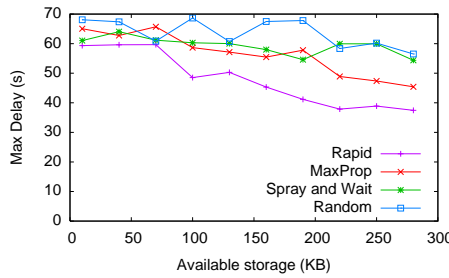 70
60
50
40
30
20
10
0
Max Delay (s)
Rapid
MaxProp
Spray and Wait
Random
0 50 100 150 200 250 300
Available storage (KB)